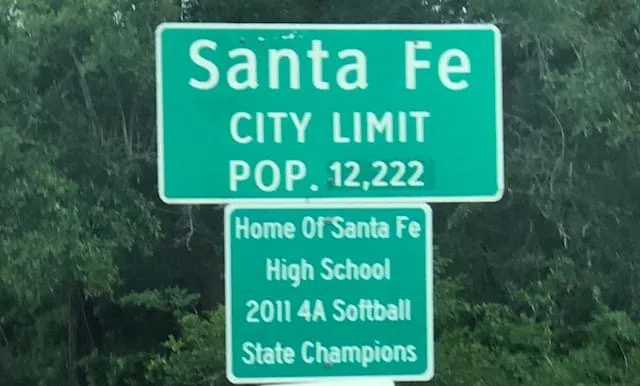 Santa Fe
CITY LIMIT
POP. 12,222
Home Of Santa Fe
High School
2011 4A Softball
State Champions